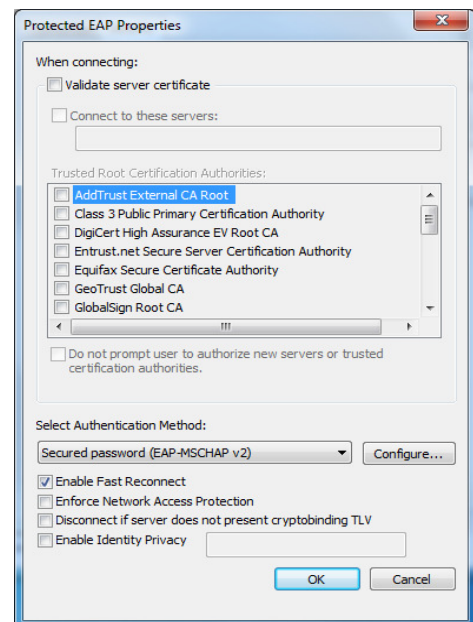 Protected EAP Properties
When connecting:
Validate server certificate
Connect to these servers:
Trusted Root Certification Authorities:
AddTrust External CA Root
Class 3 Public Primary Certification Authority
DigiCert High Assurance EV Root CA
Entrust.net Secure Server Certification Authority
Equifax Secure Certificate Authority
GeoTrust Global CA
GlobalSign Root CA
Do not prompt user to authorize new servers or trusted
certification authorities.
Select Authentication Method:
Secured password (EAP-MSCHAP v2) Configure...
Enable Fast Reconnect
Enforce Network Access Protection
Disconnect if server does not present cryptobinding TLV
Enable Identity Privacy
OK Cancel